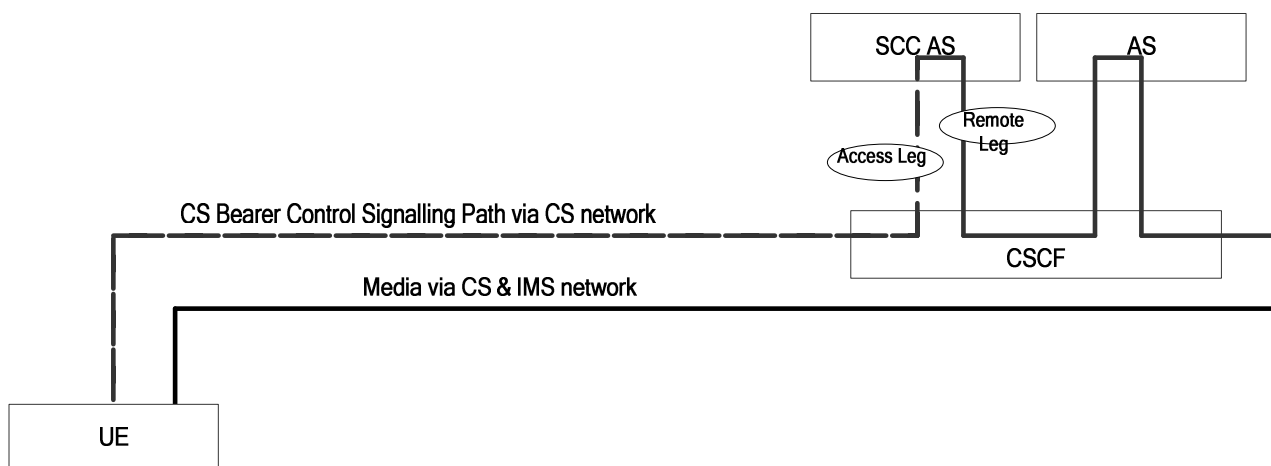 SCC AS
AS
Remote
Leg
Access Leg
CS Bearer Control Signalling Path via CS network
CSCF
Media via CS & IMS network
UE